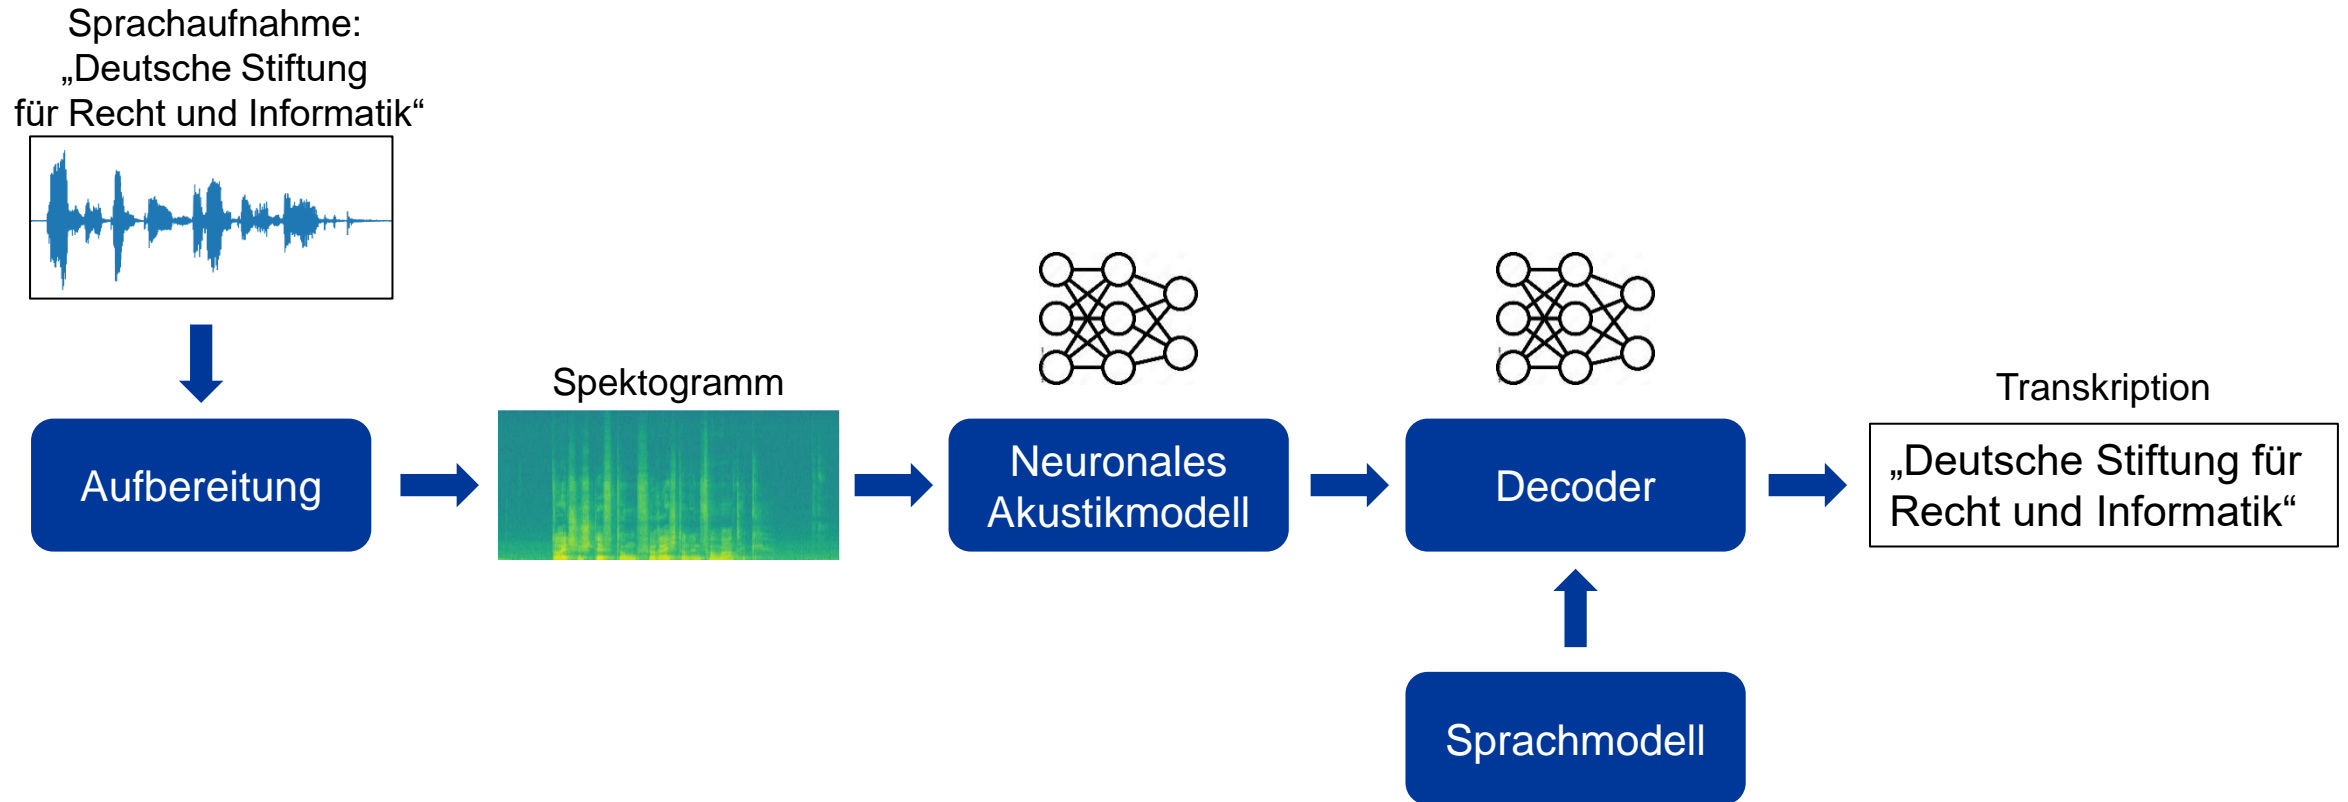 Sprachaufnahme:
„Deutsche Stiftung
für Recht und Informatik“
Aufbereitung
Spektogramm
Neuronales
Akustikmodell
Decoder
Sprachmodell
Transkription
„Deutsche Stiftung für
Recht und Informatik“